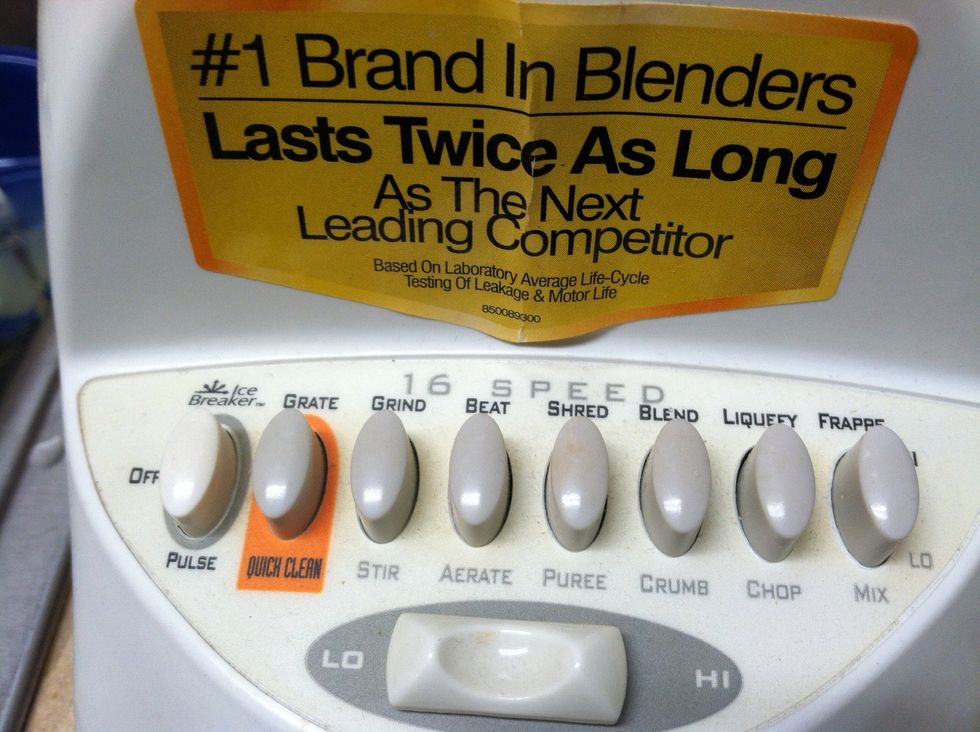 #1 Brand In Blenders
Lasts Twice As Long
As The Next
Leading Competitor
Based On Laboratory Average Life-Cycle
Testing Of Leakage & Motor Life
850089300
16 SPEED
Ice
Breaker™
GRATE GRIND BEAT SHRED BLEND LIQUEFY FRAPPE
OFF
PULSE QUICK CLEAN STIR AERATE PUREE CRUMB CHOP MIX
LO
LO HI